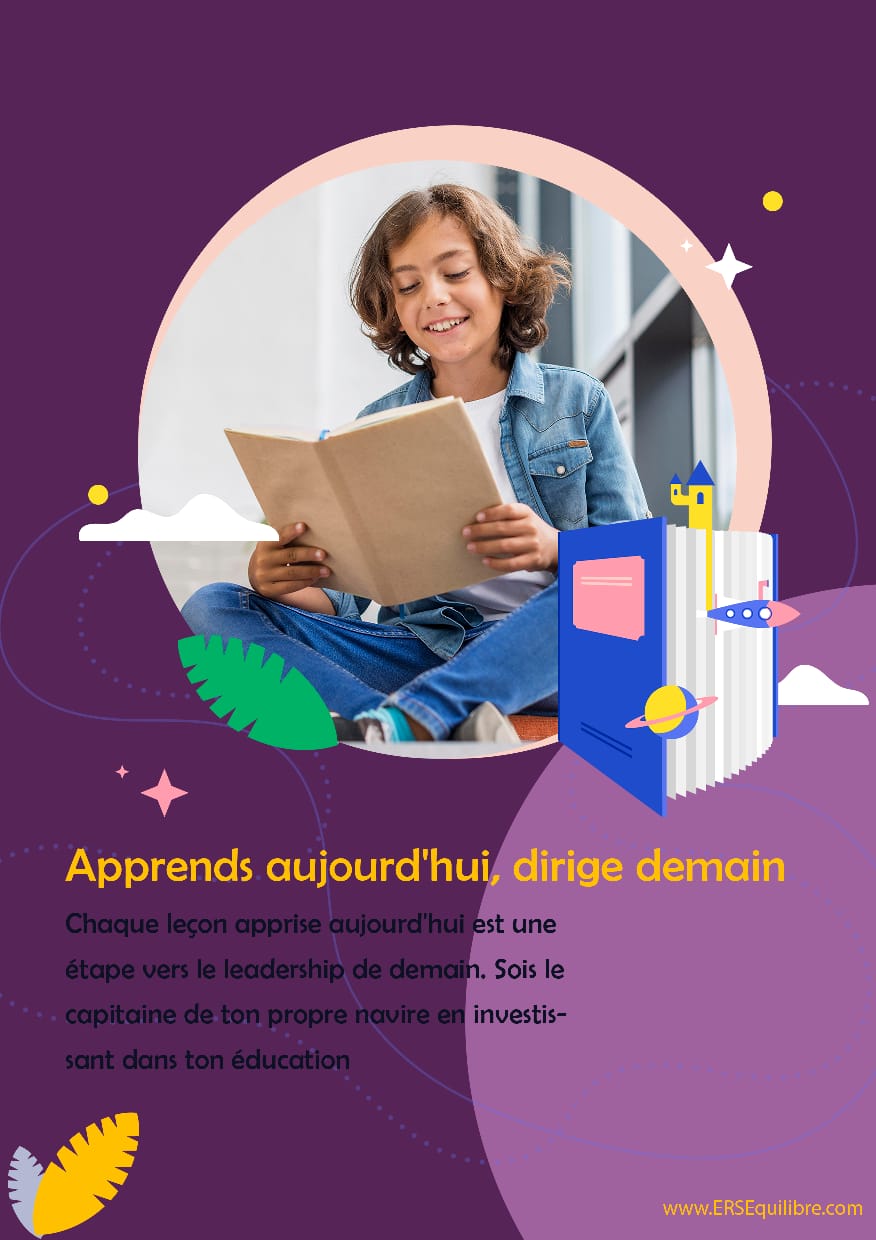 Apprends aujourd'hui, dirige demain
Chaque leçon apprise aujourd'hui est une
étape vers le leadership de demain. Sois le
capitaine de ton propre navire en investis-
sant dans ton éducation
www.ERSEquilibre.com